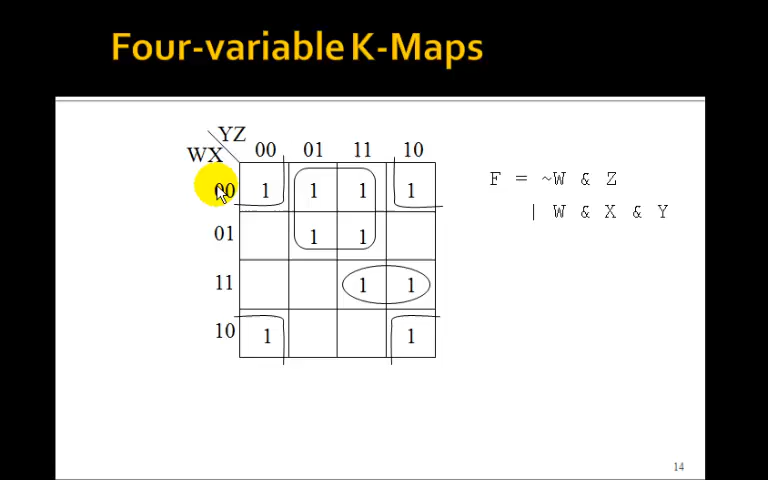 Four-variable K-Maps
YZ
WX
00 01 11 10
00 1 1 1 1
01 1 1
11 1 1
10 1 1
F = ~W & Z
| W & X & Y
14